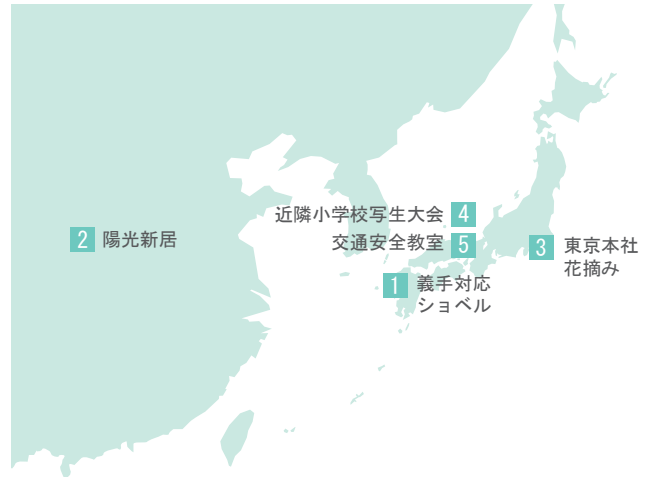 近隣小学校写生大会 4
交通安全教室 5
2 陽光新居
3 東京本社
花摘み
1 義手対応
ショベル